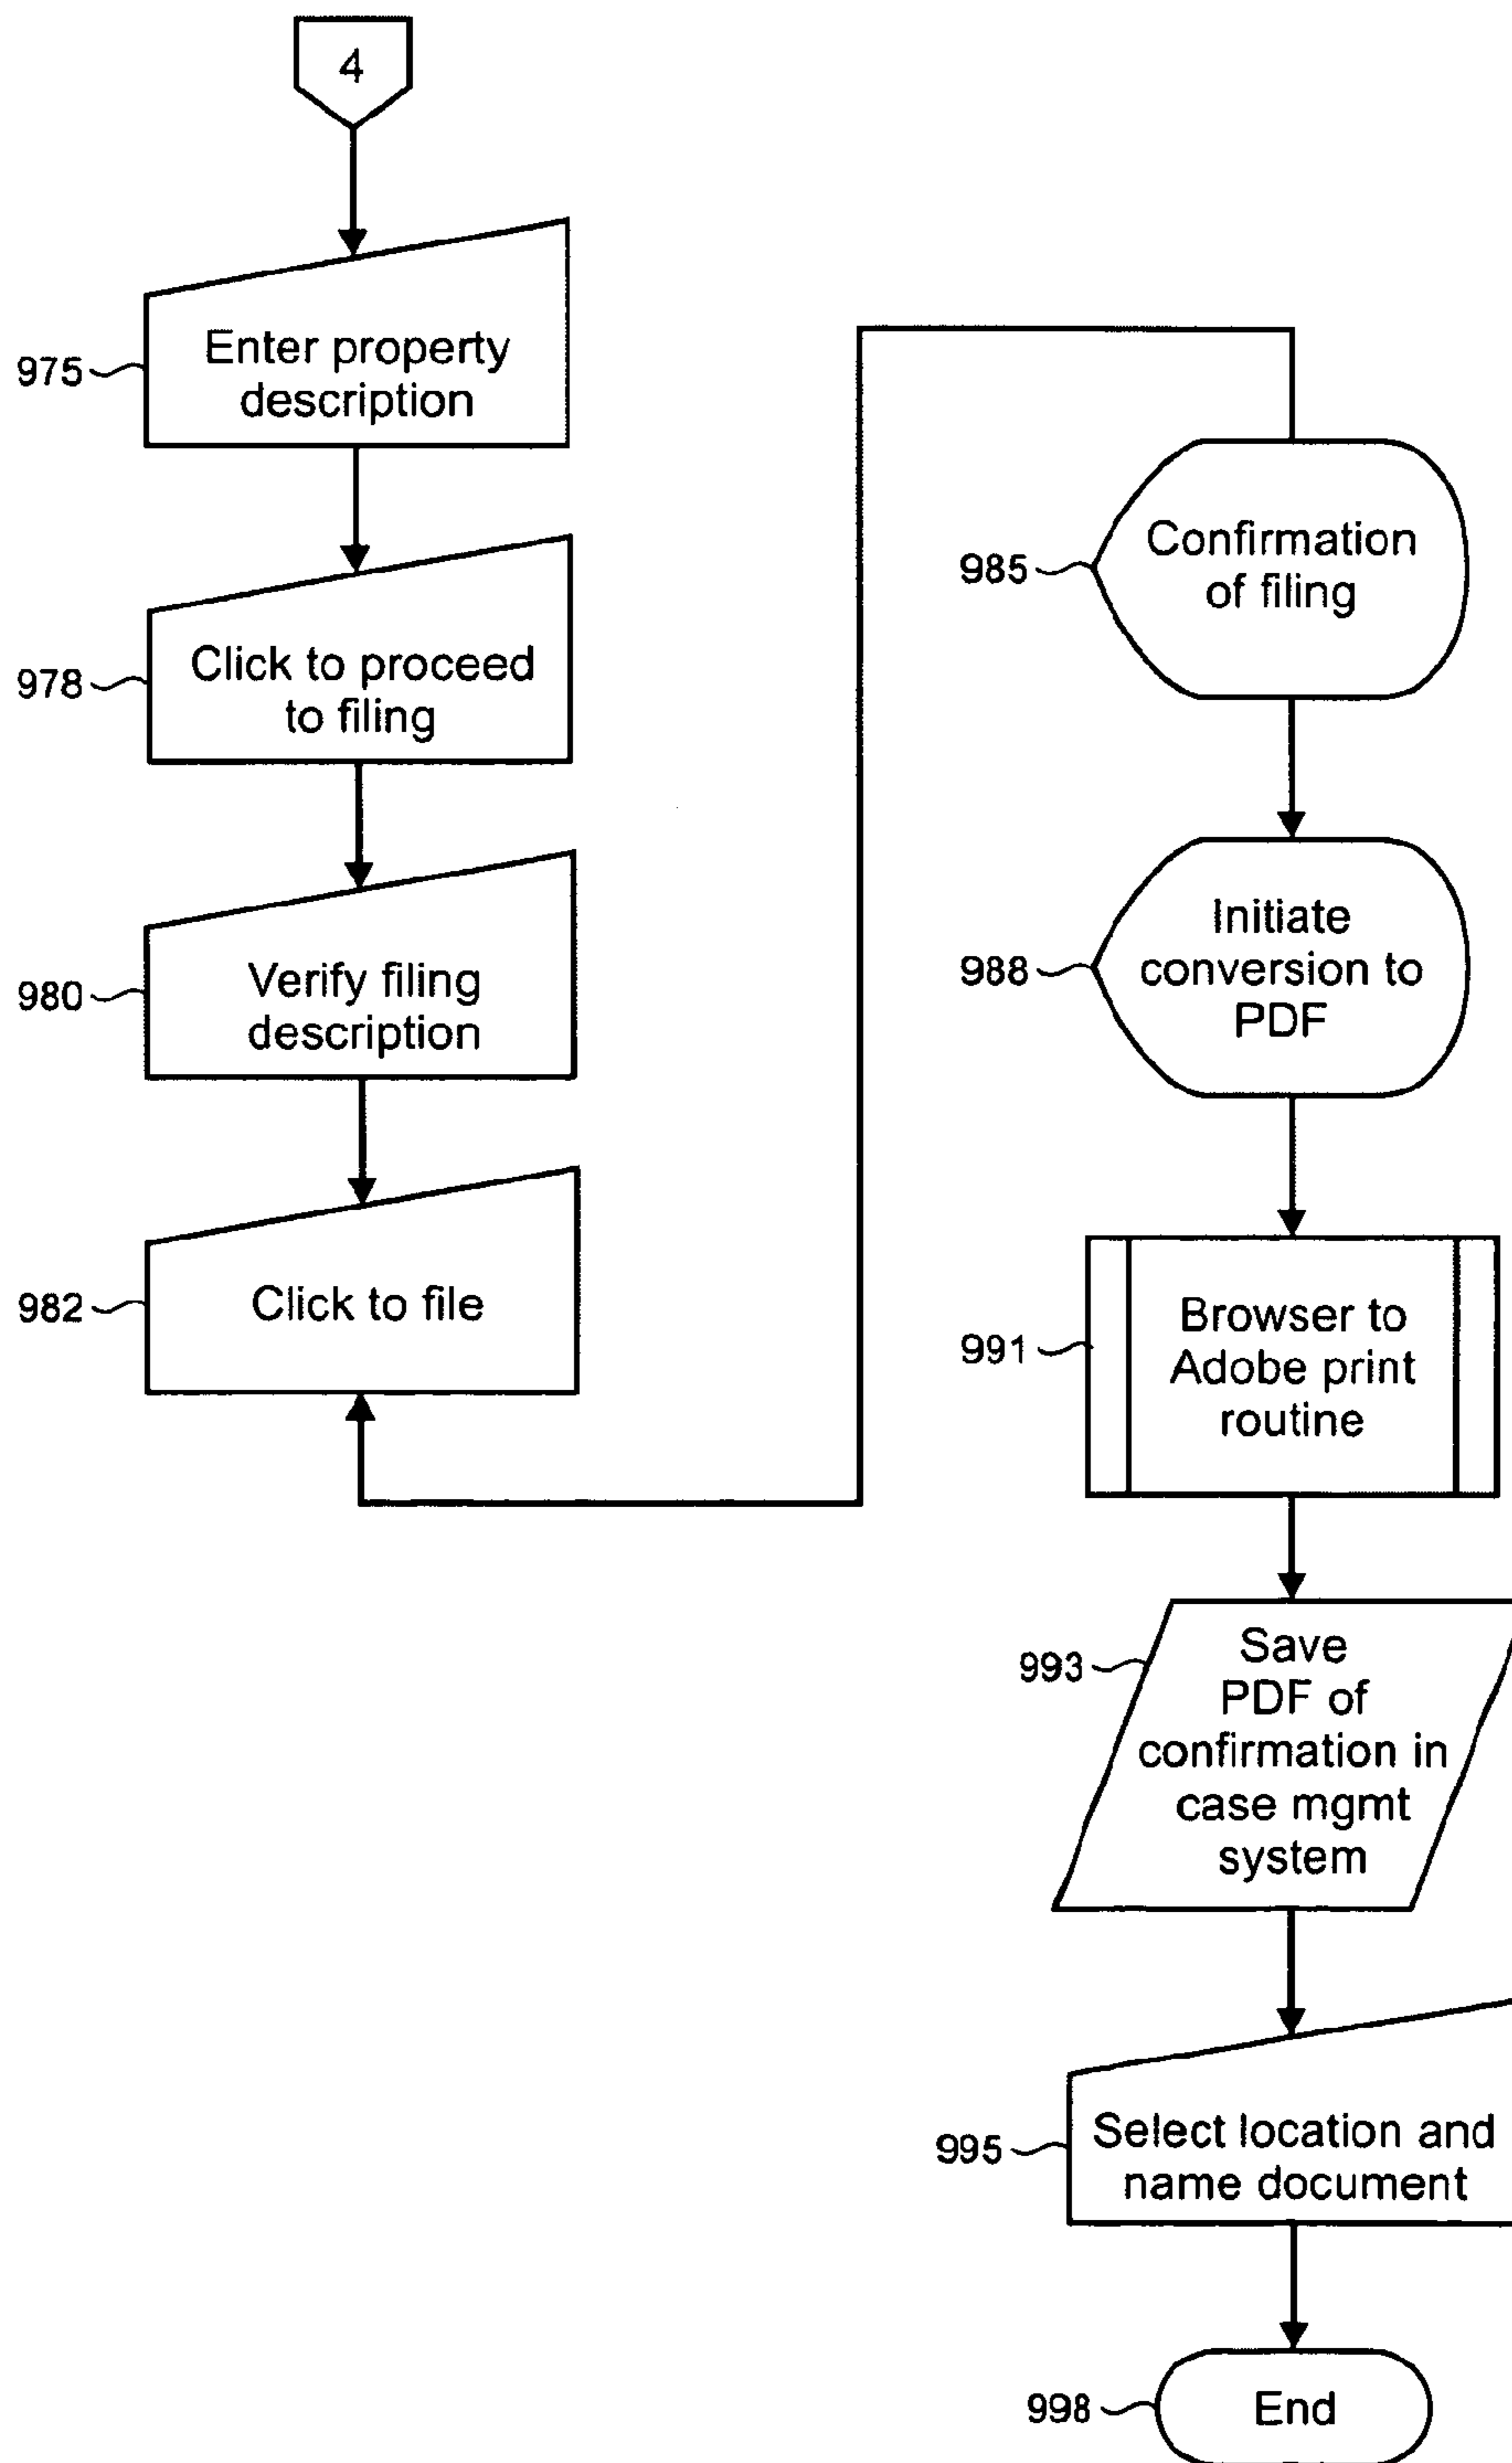 4
975
Enter property
description
978
Click to proceed
to filing
980
Verify filing
description
982
Click to file
985
Confirmation
of filing
988
Initiate
conversion to
PDF
991
Browser to
Adobe print
routine
993
Save
PDF of
confirmation in
case mgmt
system
995
Select location and
name document
998
End